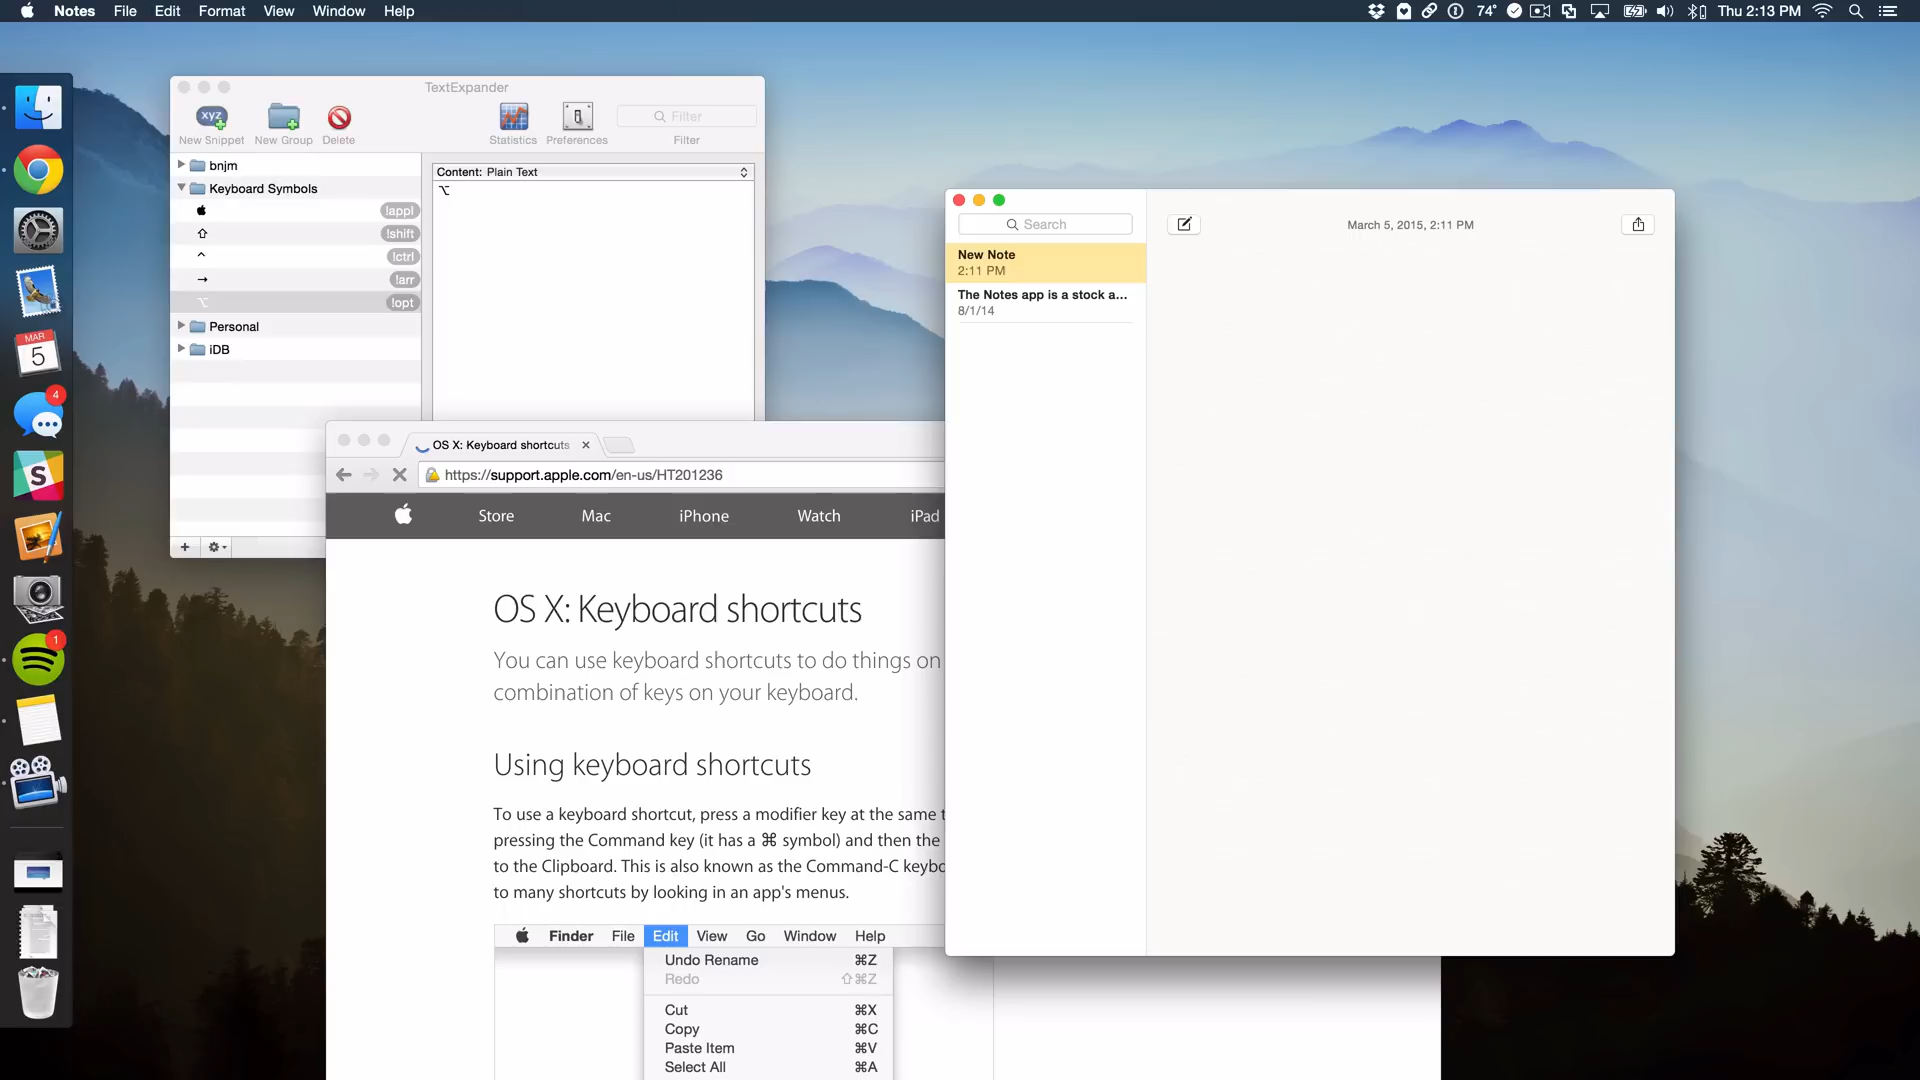 Notes File Edit Format View Window Help
74° Thu 2:13 PM
TextExpander
xyz
New Snippet New Group Delete Statistics Preferences Filter
Filter
bnjm
Keyboard Symbols
!appl
⇧ !shift
^ !ctrl
→ !arr
⌥ !opt
Personal
iDB
Content: Plain Text
⌥
MAR
5
4
1
OS X: Keyboard shortcuts
https://support.apple.com/en-us/HT201236
Store Mac iPhone Watch iPad
OS X: Keyboard shortcuts
You can use keyboard shortcuts to do things on
combination of keys on your keyboard.
Using keyboard shortcuts
To use a keyboard shortcut, press a modifier key at the same
pressing the Command key (it has a ⌘ symbol) and then the
to the Clipboard. This is also known as the Command-C keybo
to many shortcuts by looking in an app's menus.
Finder File Edit View Go Window Help
Undo Rename ⌘Z
Redo ⇧⌘Z
Cut ⌘X
Copy ⌘C
Paste Item ⌘V
Select All ⌘A
Search
New Note
2:11 PM
The Notes app is a stock a...
8/1/14
March 5, 2015, 2:11 PM